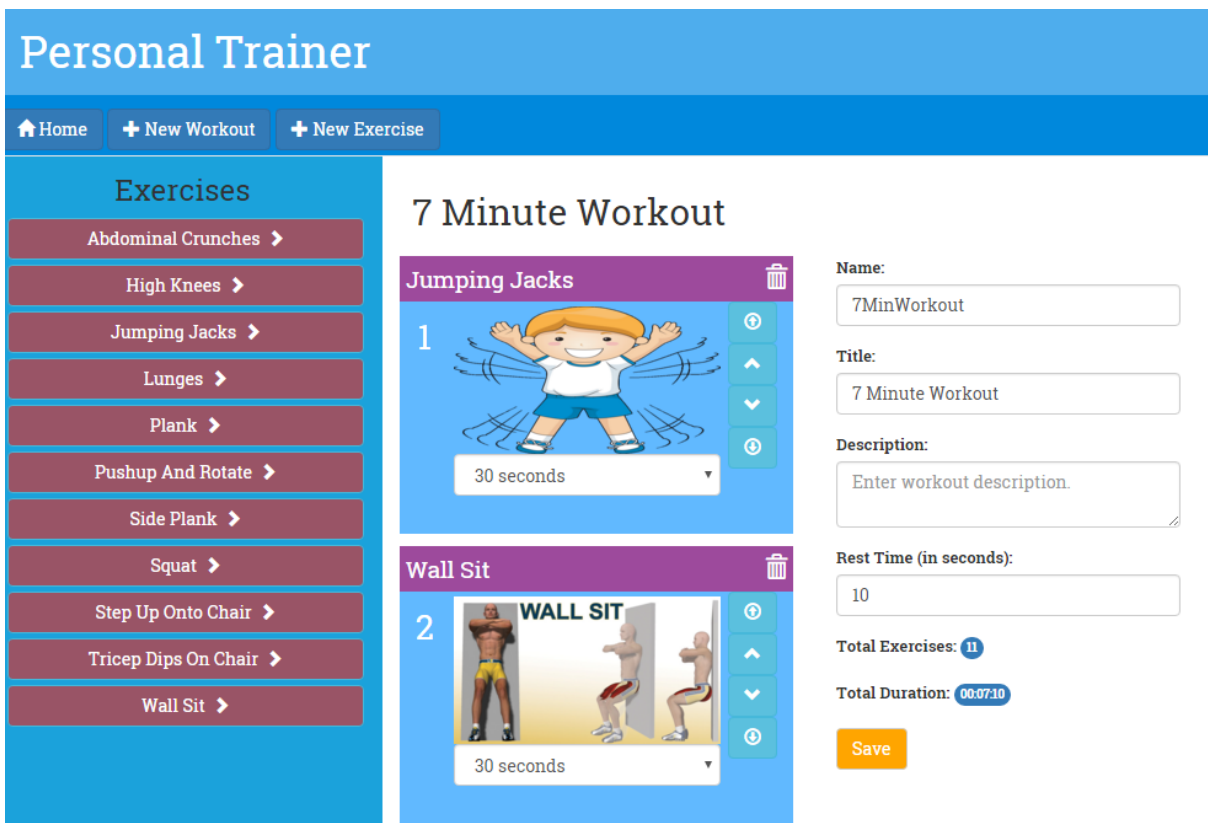 Personal Trainer
Home
New Workout
New Exercise
Exercises
Abdominal Crunches
High Knees
Jumping Jacks
Lunges
Plank
Pushup And Rotate
Side Plank
Squat
Step Up Onto Chair
Tricep Dips On Chair
Wall Sit
7 Minute Workout
Jumping Jacks
1
30 seconds
Wall Sit
2
WALL SIT
30 seconds
Name:
7MinWorkout
Title:
7 Minute Workout
Description:
Enter workout description.
Rest Time (in seconds):
10
Total Exercises: 11
Total Duration: 00:07:10
Save